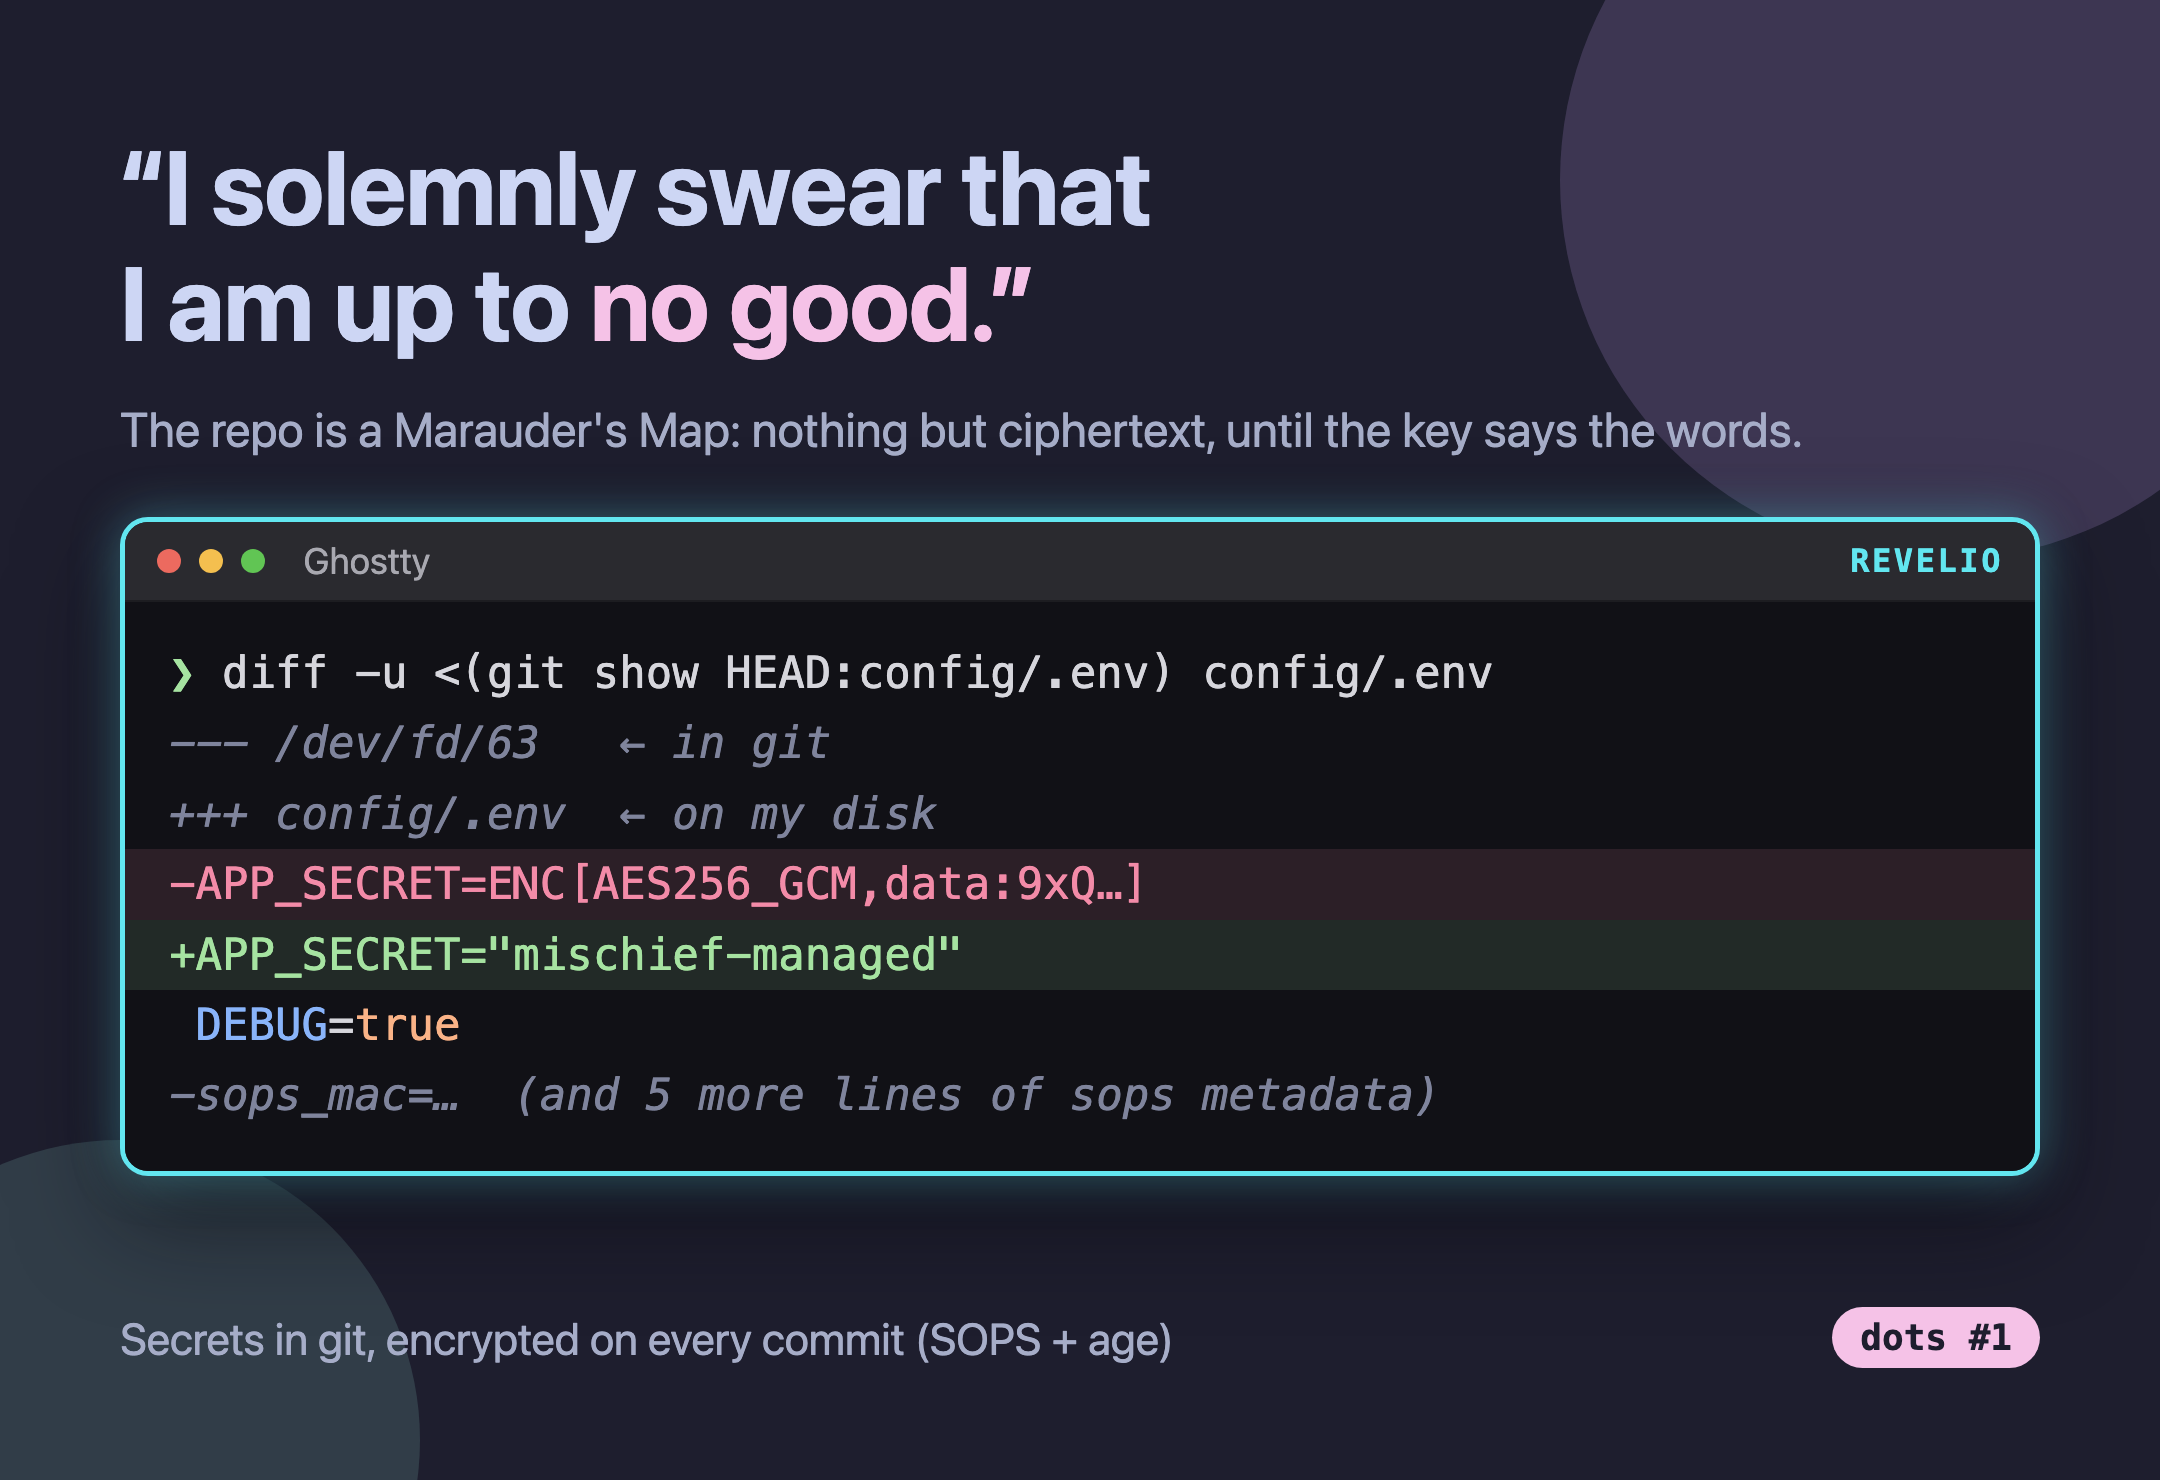 “I solemnly swear that
I am up to no good.”
The repo is a Marauder's Map: nothing but ciphertext, until the key says the words.
Ghostty
REVELIO
❯ diff -u <(git show HEAD:config/.env) config/.env
--- /dev/fd/63   ← in git
+++ config/.env  ← on my disk
-APP_SECRET=ENC[AES256_GCM,data:9xQ…]
+APP_SECRET="mischief-managed"
 DEBUG=true
-sops_mac=…  (and 5 more lines of sops metadata)
Secrets in git, encrypted on every commit (SOPS + age)
dots #1